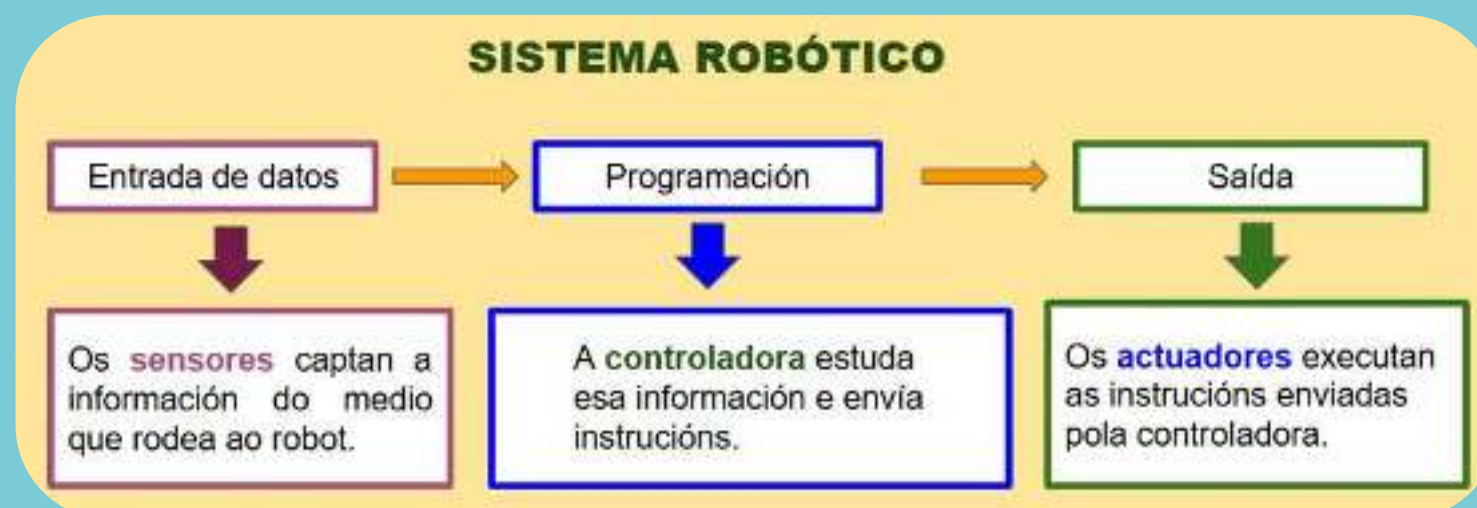 SISTEMA ROBÓTICO
Entrada de datos
Programación
Saída
Os sensores captan a
información do medio
que rodea ao robot.
A controladora estuda
esa información e envía
instrucións.
Os actuadores executan
as instrucións enviadas
pola controladora.